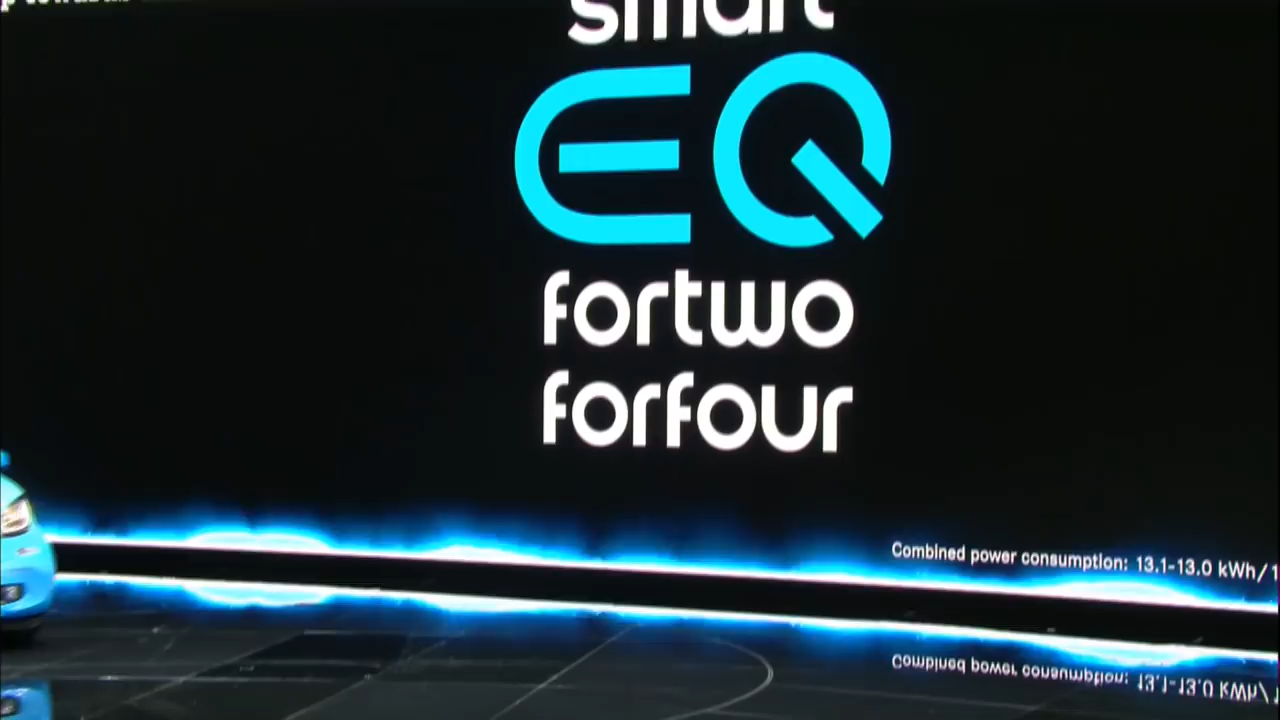 smart
EQ
fortwo
forfour
Combined power consumption: 13.1-13.0 kWh/1